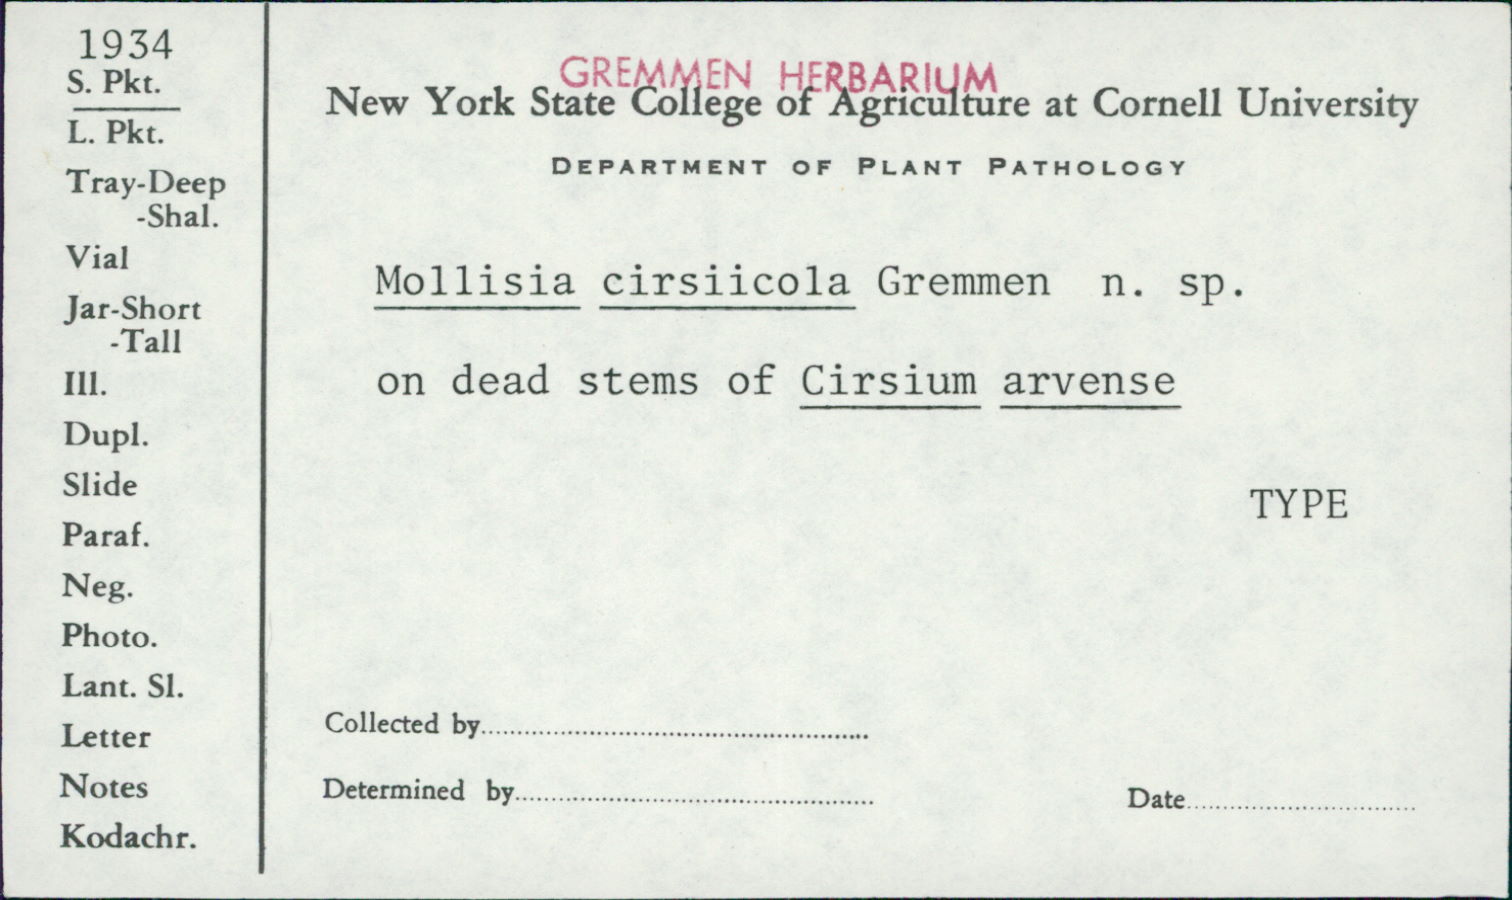 1934
S. Pkt.
L. Pkt.
Tray-Deep
-Shal.
Vial
Jar-Short
-Tall
Ill.
Dupl.
Slide
Paraf.
Neg.
Photo.
Lant. Sl.
Letter
Notes
Kodachr.
GREMMEN HERBARIUM
New York State College of Agriculture at Cornell University
DEPARTMENT OF PLANT PATHOLOGY
Mollisia cirsiicola Gremmen n. sp.
on dead stems of Cirsium arvense
TYPE
Collected by
Determined by
Date